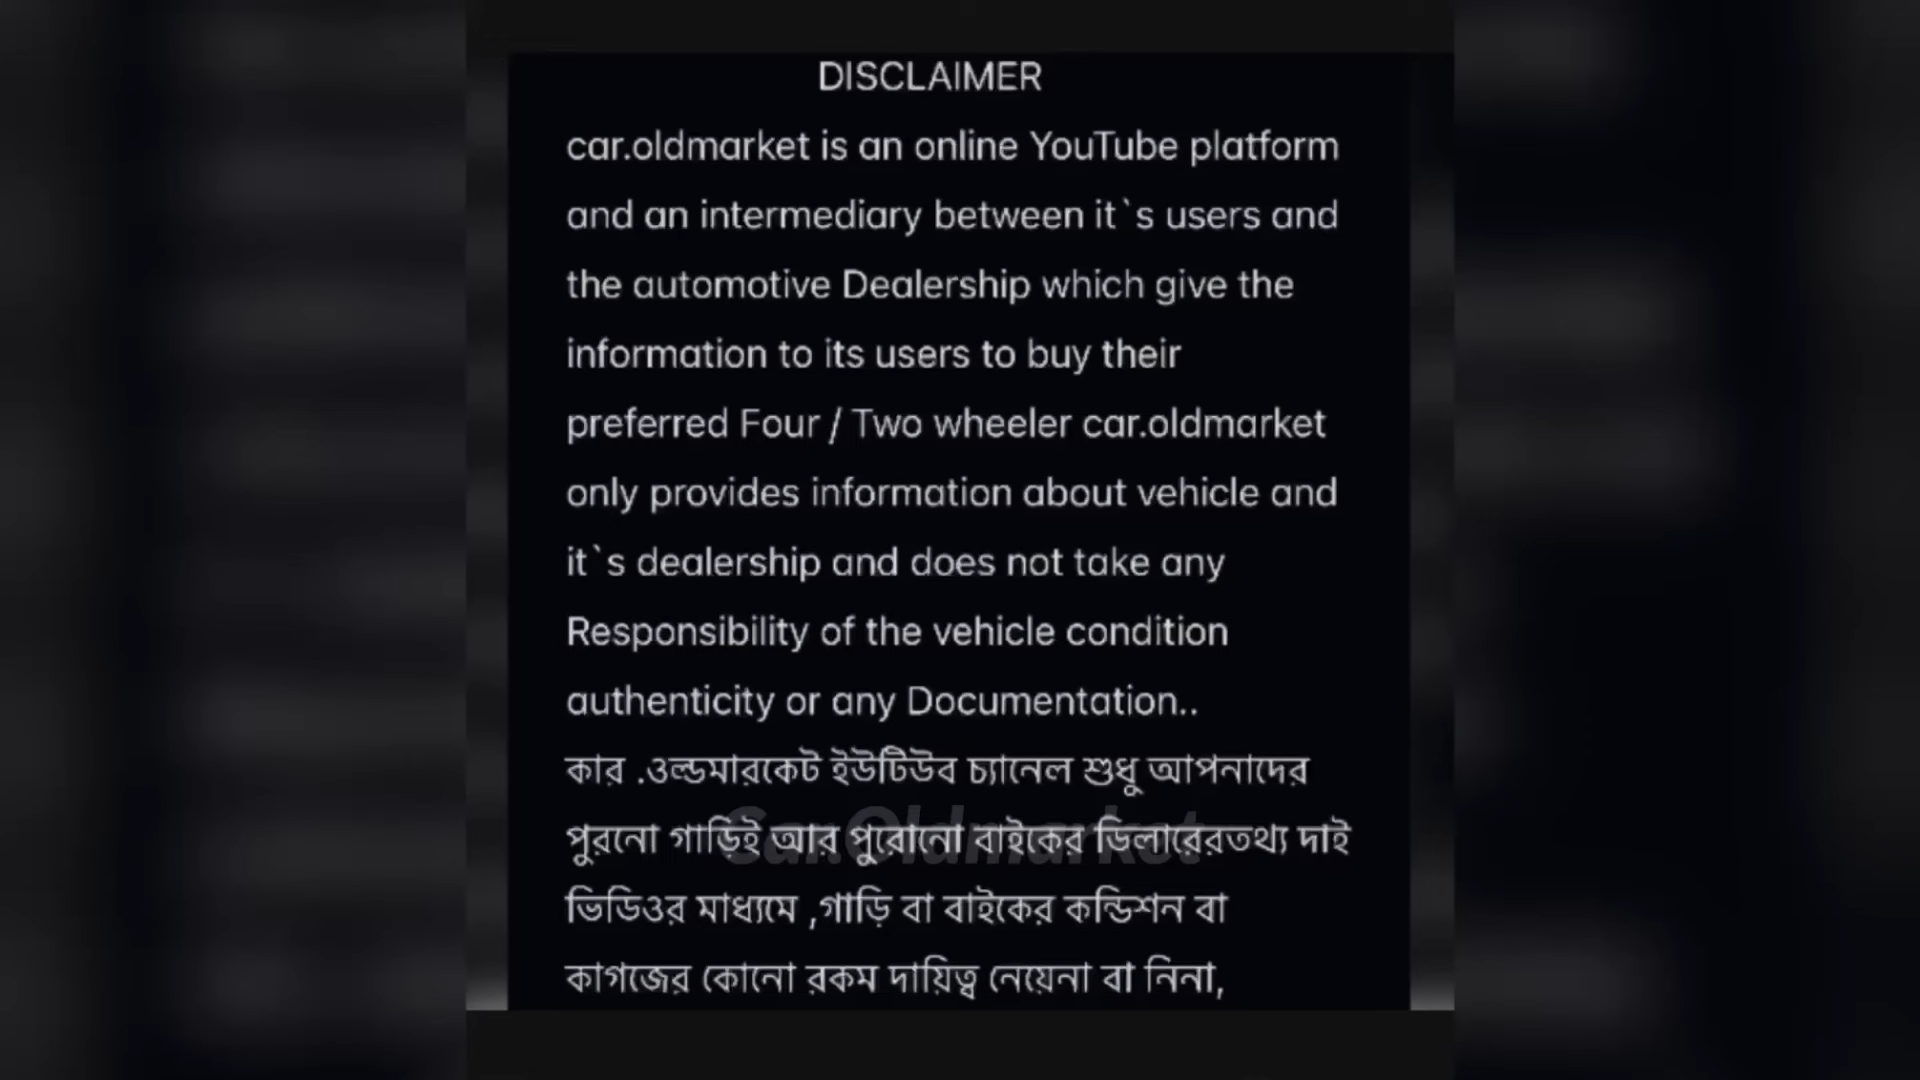 DISCLAIMER
car.oldmarket is an online YouTube platform
and an intermediary between it`s users and
the automotive Dealership which give the
information to its users to buy their
preferred Four / Two wheeler car.oldmarket
only provides information about vehicle and
it`s dealership and does not take any
Responsibility of the vehicle condition
authenticity or any Documentation..
কার .ওল্ডমারকেট ইউটিউব চ্যানেল শুধু আপনাদের
পুরনো গাড়িই আর পুরোনো বাইকের ডিলারেরতথ্য দাই
Car.Oldmarket
ভিডিওর মাধ্যমে ,গাড়ি বা বাইকের কন্ডিশন বা
কাগজের কোনো রকম দায়িত্ব নেয়েনা বা নিনা,